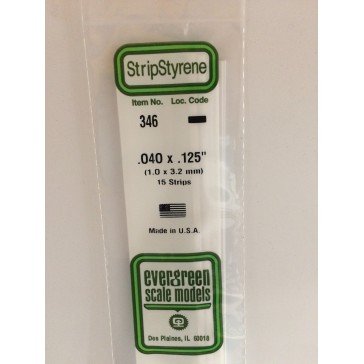 StripStyrene
Item No. Loc. Code
346
.040 x .125"
(1.0 x 3.2 mm)
15 Strips
Made in U.S.A.
evergreen
scale models
Des Plaines, IL 60018